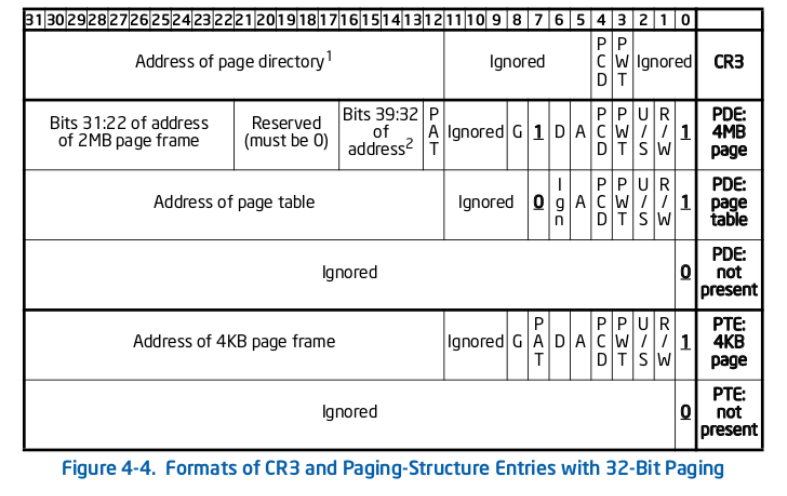 31 30 29 28 27 26 25 24 23 22 21 20 19 18 17 16 15 14 13 12 11 10 9 8 7 6 5 4 3 2 1 0
Address of page directory1 Ignored PCD PWT Ignored CR3
Bits 31:22 of address
of 2MB page frame
Reserved
(must be 0)
Bits 39:32
of
address2
PAT Ignored G 1 D A PCD PWT U/S R/W 1
PDE:
4MB
page
Address of page table Ignored 0 Ign A PCD PWT U/S R/W 1
PDE:
page
table
Ignored 0
PDE:
not
present
Address of 4KB page frame Ignored G PAT D A PCD PWT U/S R/W 1
PTE:
4KB
page
Ignored 0
PTE:
not
present
Figure 4-4. Formats of CR3 and Paging-Structure Entries with 32-Bit Paging